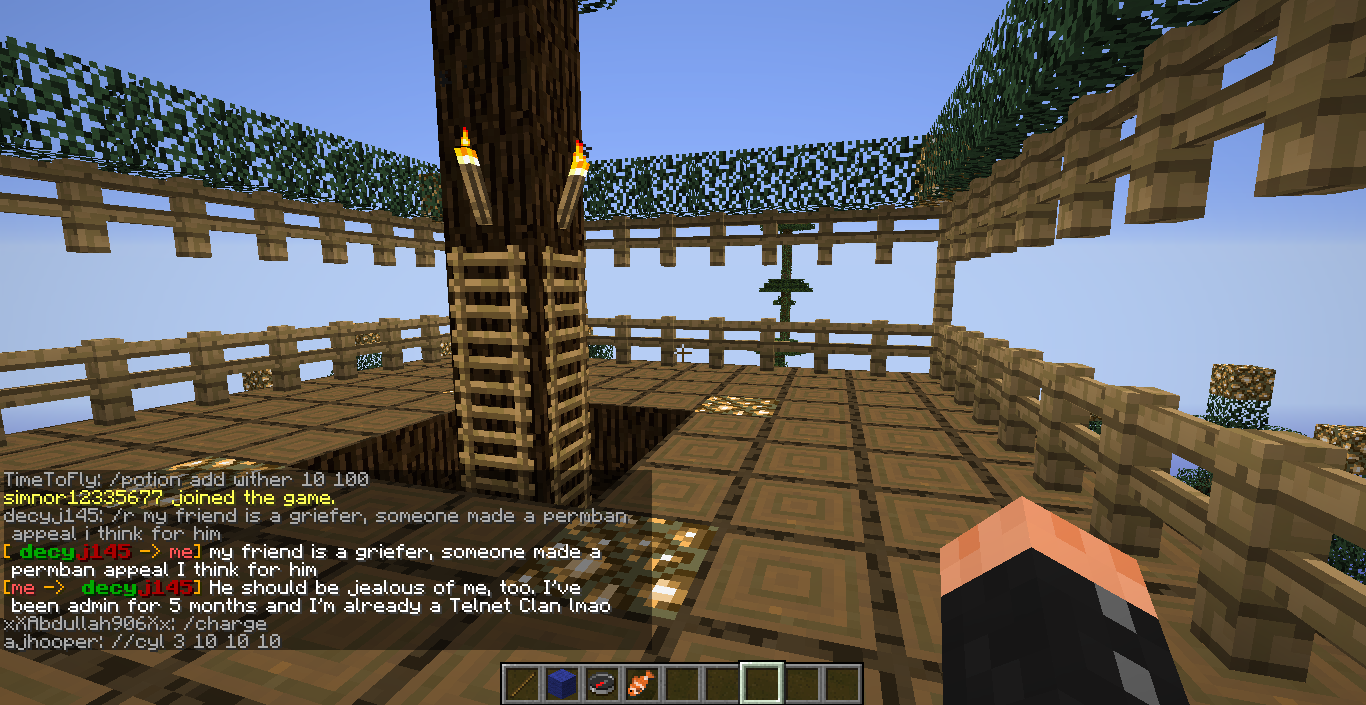 TimeToFly: /potion add wither 10 100
simnor12335677 joined the game.
decyj145: /r my friend is a griefer, someone made a permban
appeal i think for him
[ decyj145 -> me] my friend is a griefer, someone made a
permban appeal I think for him
[me -> decyj145] He should be jealous of me, too. I've
been admin for 5 months and I'm already a Telnet Clan lmao
xXAbdullah906Xx: /charge
ajhooper: //cyl 3 10 10 10